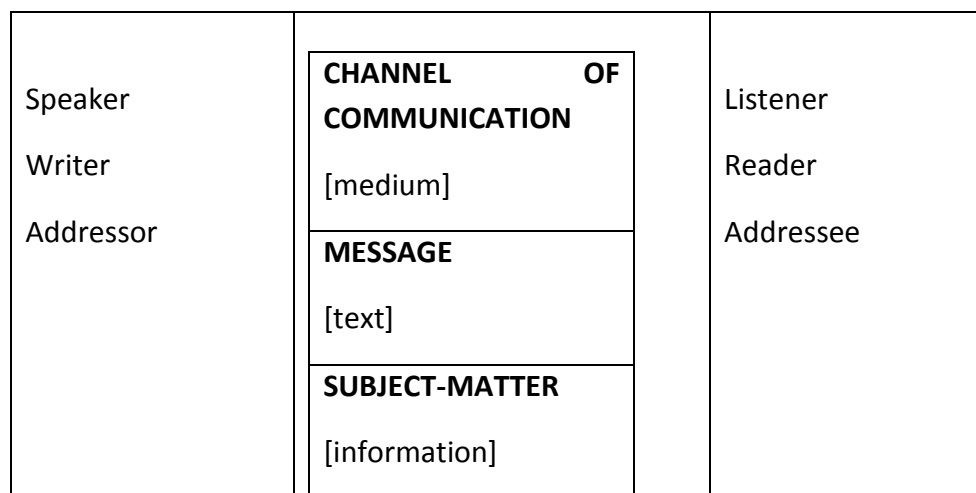 Speaker
Writer
Addressor
CHANNEL OF
COMMUNICATION
[medium]
MESSAGE
[text]
SUBJECT-MATTER
[information]
Listener
Reader
Addressee